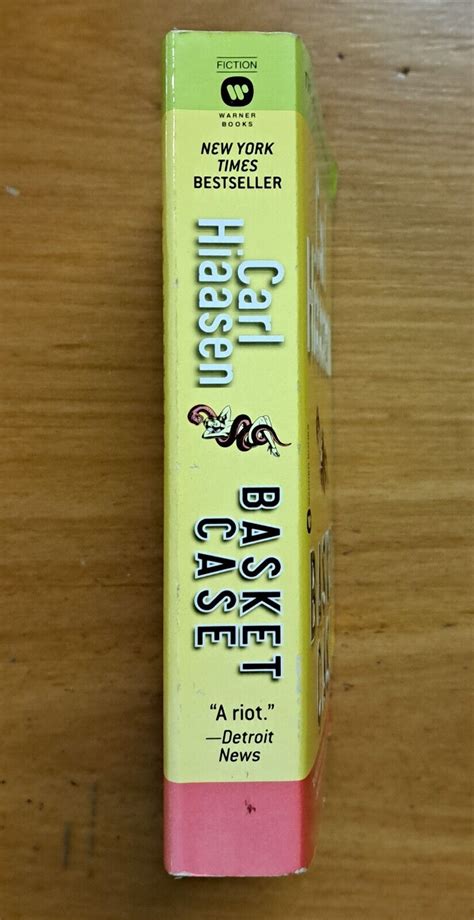 FICTION
WARNER
BOOKS
NEW YORK
TIMES
BESTSELLER
Carl
Hiaasen
BASKET
CASE
“A riot.”
—Detroit
News